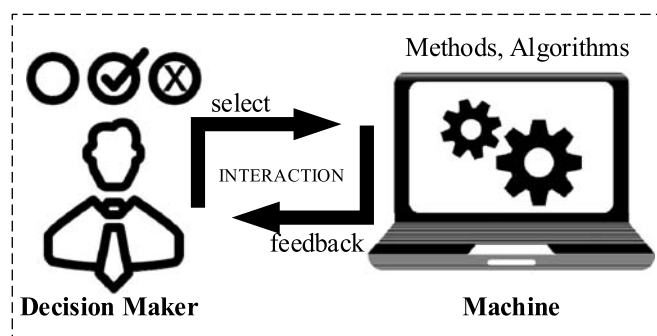 Methods, Algorithms
select
INTERACTION
feedback
Decision Maker
Machine